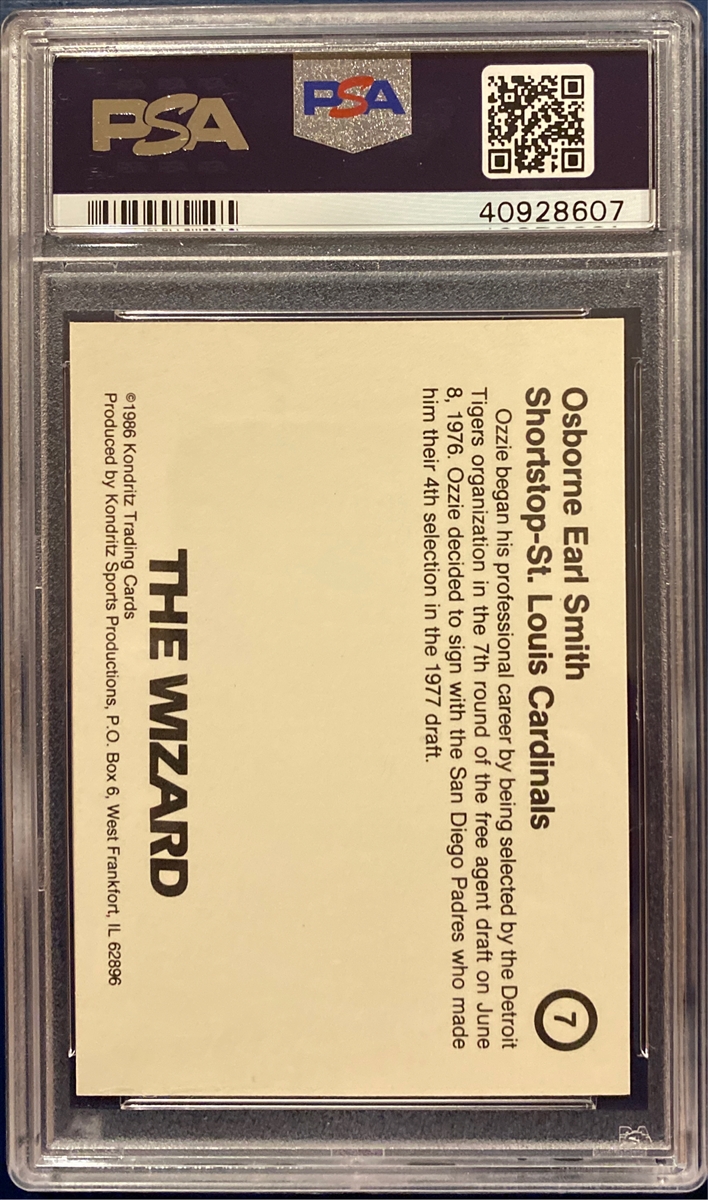 PSA
PSA
40928607
Osborne Earl Smith
Shortstop-St. Louis Cardinals
7
Ozzie began his professional career by being selected by the Detroit
Tigers organization in the 7th round of the free agent draft on June
8, 1976. Ozzie decided to sign with the San Diego Padres who made
him their 4th selection in the 1977 draft.
THE WIZARD
©1986 Kondritz Trading Cards
Produced by Kondritz Sports Productions, P.O. Box 6, West Frankfort, IL 62896